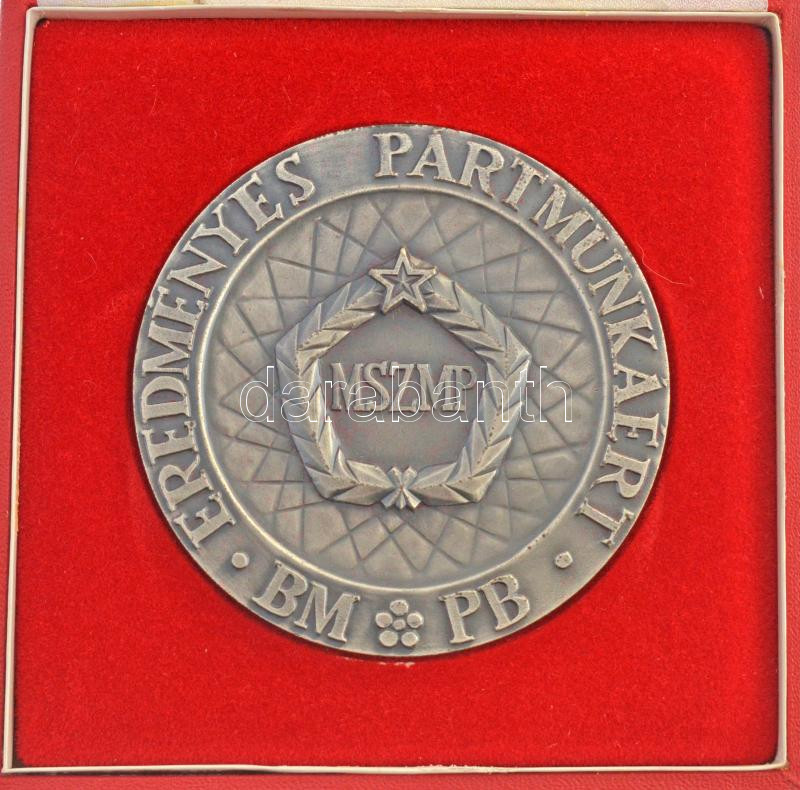 EREDMÉNYES PÁRTMUNKÁÉRT
MSZMP
darabanth
• BM PB •